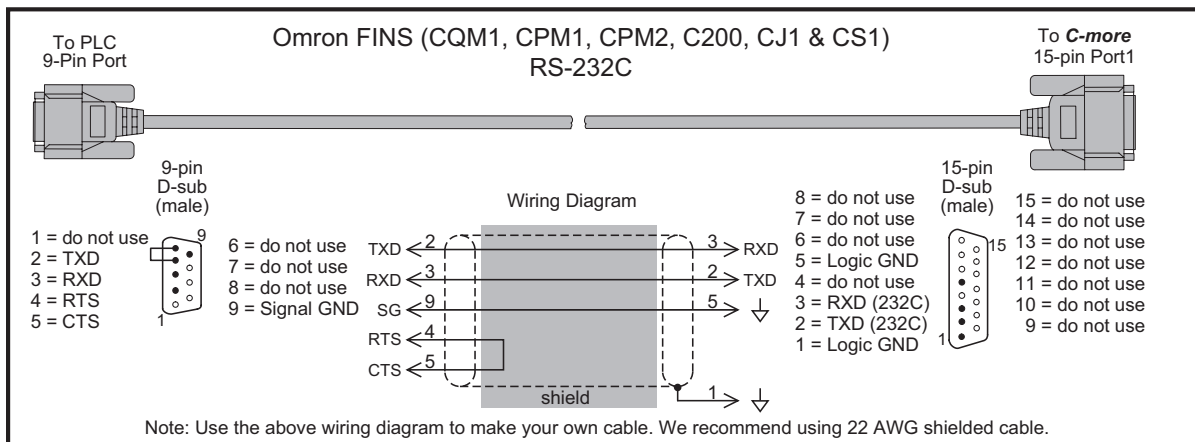 Omron FINS (CQM1, CPM1, CPM2, C200, CJ1 & CS1)
RS-232C
To PLC
9-Pin Port
To C-more
15-pin Port1
9-pin
D-sub
(male)
1 = do not use
2 = TXD
3 = RXD
4 = RTS
5 = CTS
9
1
6 = do not use
7 = do not use
8 = do not use
9 = Signal GND
Wiring Diagram
TXD 2 3 RXD
RXD 3 2 TXD
SG 9 5
RTS 4
CTS 5
shield
1
8 = do not use
7 = do not use
6 = do not use
5 = Logic GND
4 = do not use
3 = RXD (232C)
2 = TXD (232C)
1 = Logic GND
15-pin
D-sub
(male)
15
1
15 = do not use
14 = do not use
13 = do not use
12 = do not use
11 = do not use
10 = do not use
9 = do not use
Note: Use the above wiring diagram to make your own cable. We recommend using 22 AWG shielded cable.